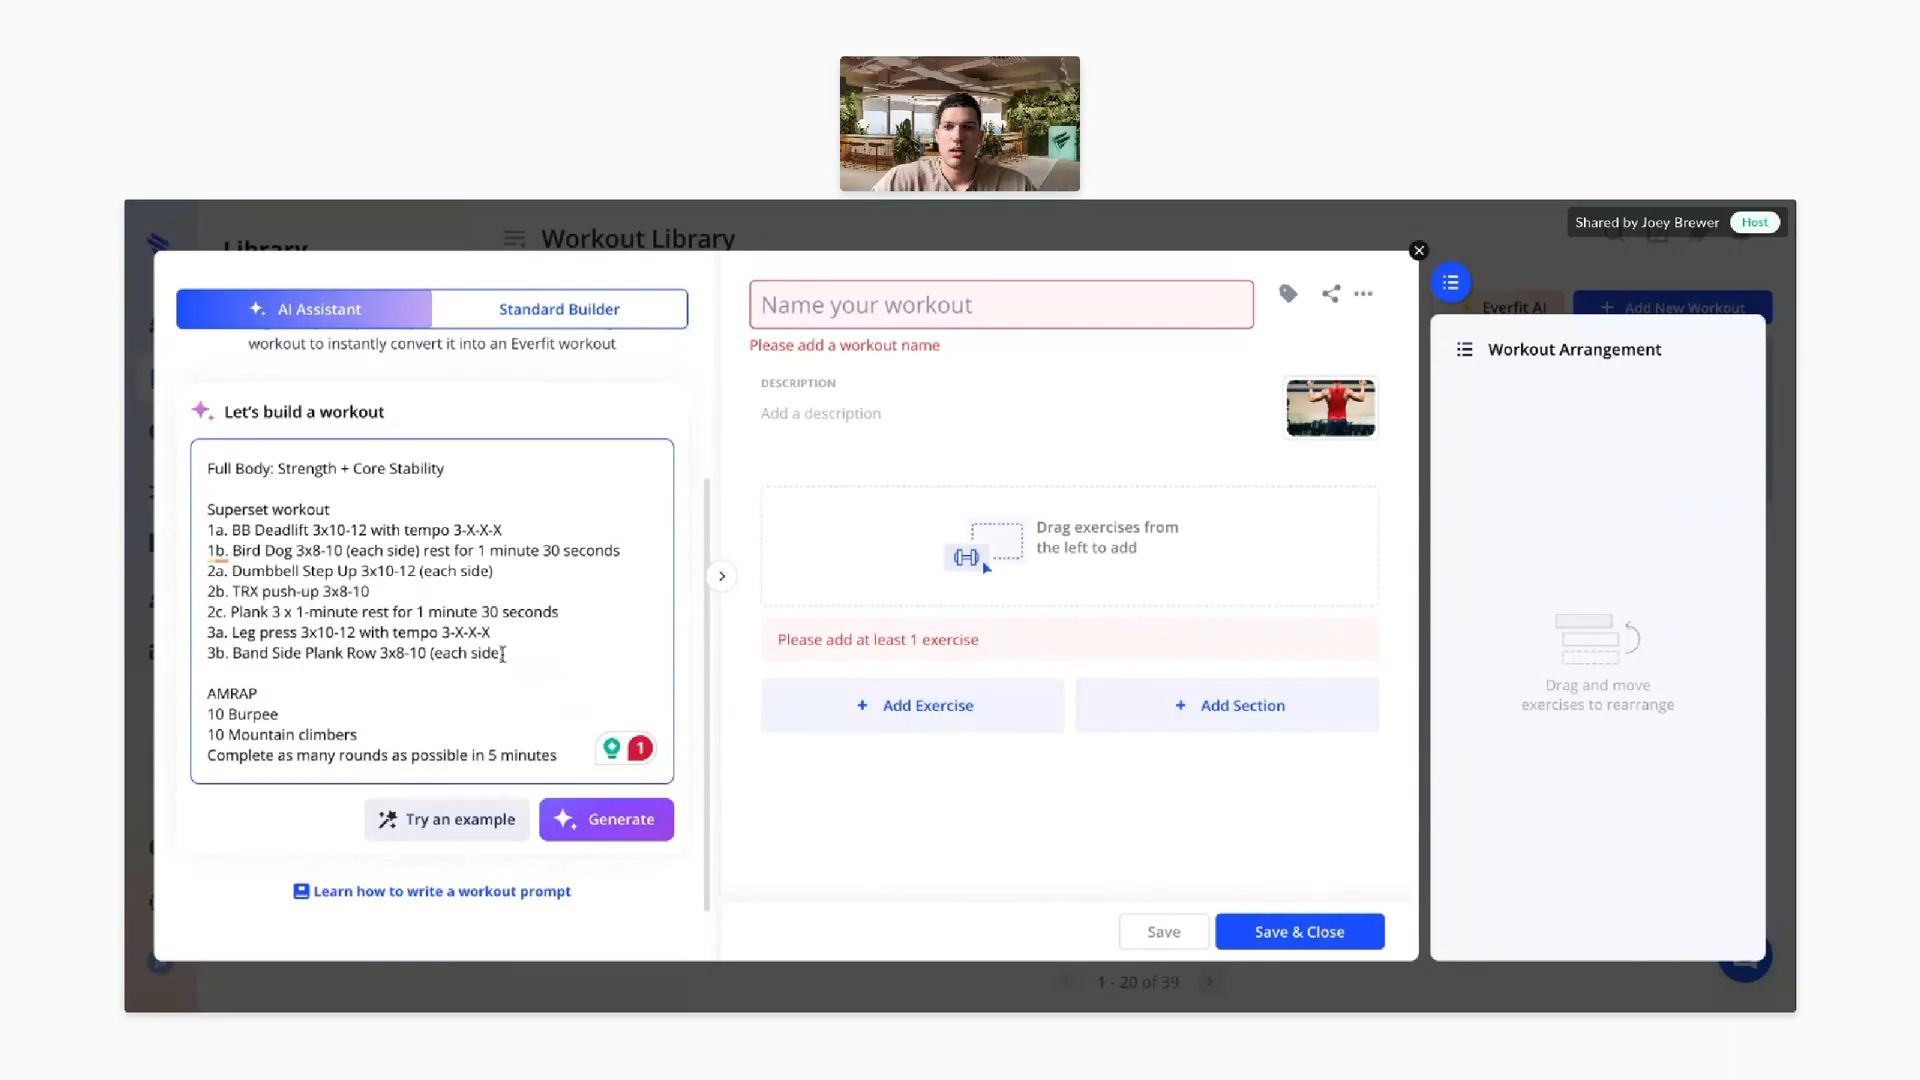 Shared by Joey Brewer Host
Library
Workout Library
AI Assistant
Standard Builder
workout to instantly convert it into an Everfit workout
Let's build a workout
Full Body: Strength + Core Stability
Superset workout
1a. BB Deadlift 3x10-12 with tempo 3-X-X-X
1b. Bird Dog 3x8-10 (each side) rest for 1 minute 30 seconds
2a. Dumbbell Step Up 3x10-12 (each side)
2b. TRX push-up 3x8-10
2c. Plank 3 x 1-minute rest for 1 minute 30 seconds
3a. Leg press 3x10-12 with tempo 3-X-X-X
3b. Band Side Plank Row 3x8-10 (each side)
AMRAP
10 Burpee
10 Mountain climbers
Complete as many rounds as possible in 5 minutes
1
Try an example
Generate
Learn how to write a workout prompt
Name your workout
Please add a workout name
DESCRIPTION
Add a description
Drag exercises from
the left to add
Please add at least 1 exercise
+ Add Exercise
+ Add Section
Save
Save & Close
1 - 20 of 39
Everfit AI
+ Add New Workout
Workout Arrangement
Drag and move
exercises to rearrange